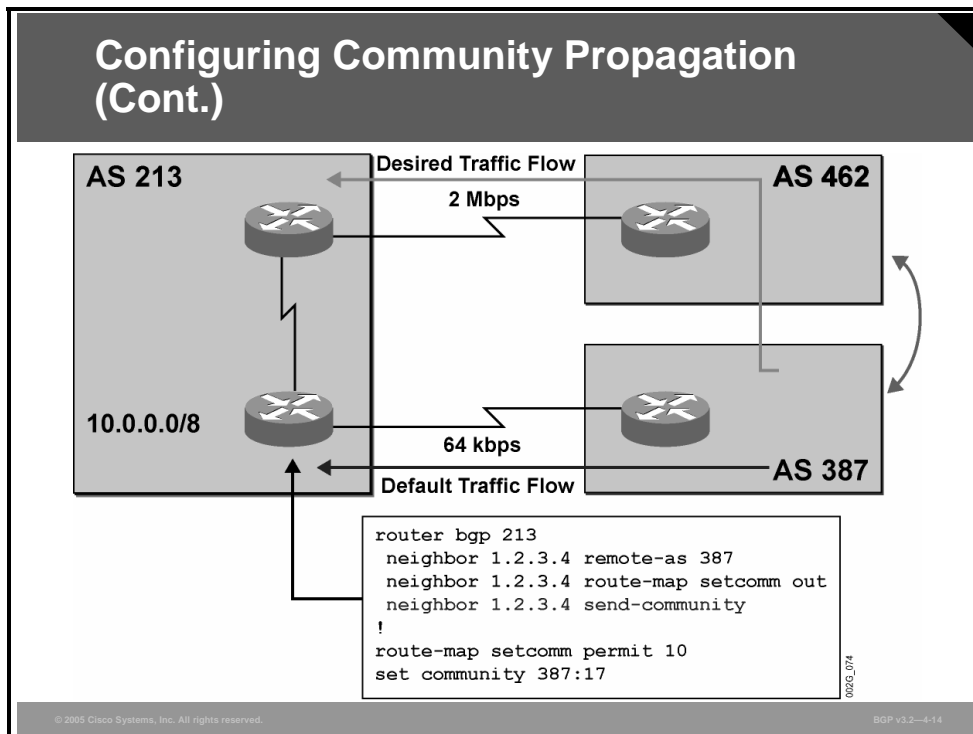 Configuring Community Propagation
(Cont.)
AS 213
Desired Traffic Flow
AS 462
2 Mbps
10.0.0.0/8
64 kbps
AS 387
Default Traffic Flow
router bgp 213
neighbor 1.2.3.4 remote-as 387
neighbor 1.2.3.4 route-map setcomm out
neighbor 1.2.3.4 send-community
!
route-map setcomm permit 10
set community 387:17
002G_074
© 2005 Cisco Systems, Inc. All rights reserved.
BGP v3.2—4-14